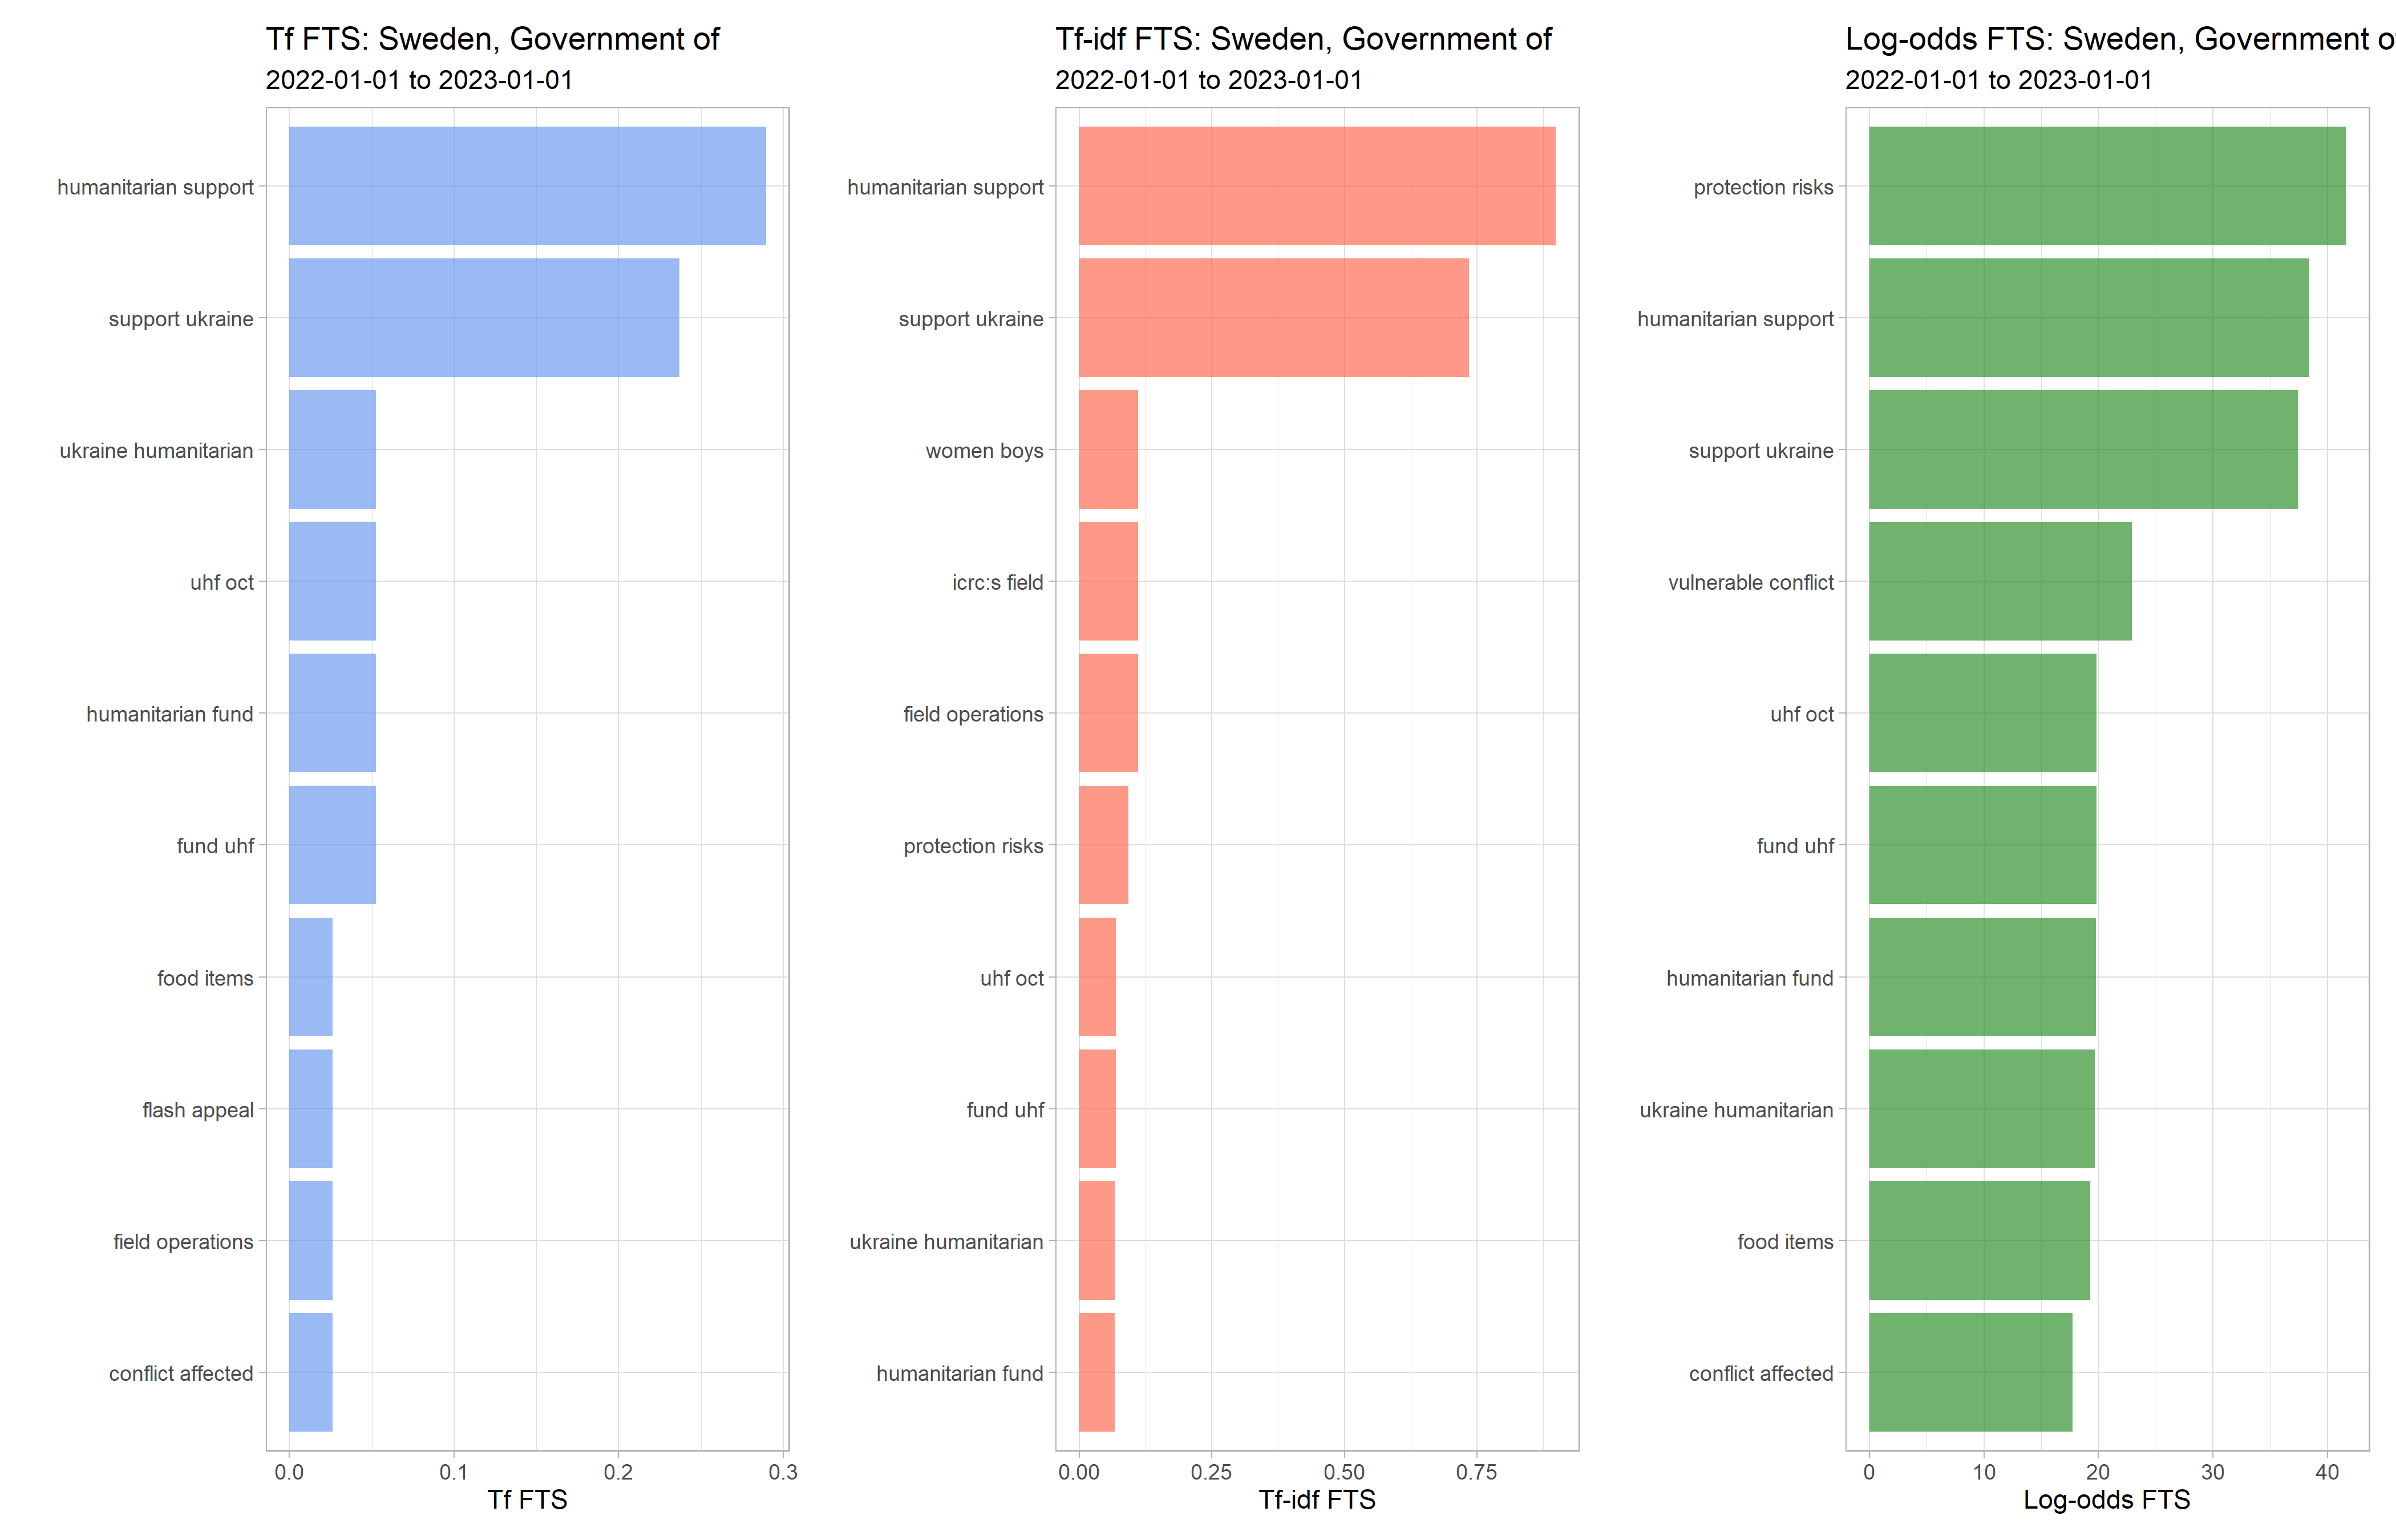 Tf FTS: Sweden, Government of
2022-01-01 to 2023-01-01
humanitarian support
support ukraine
ukraine humanitarian
uhf oct
humanitarian fund
fund uhf
food items
flash appeal
field operations
conflict affected
0.0 0.1 0.2 0.3
Tf FTS
Tf-idf FTS: Sweden, Government of
2022-01-01 to 2023-01-01
humanitarian support
support ukraine
women boys
icrc:s field
field operations
protection risks
uhf oct
fund uhf
ukraine humanitarian
humanitarian fund
0.00 0.25 0.50 0.75
Tf-idf FTS
Log-odds FTS: Sweden, Government of
2022-01-01 to 2023-01-01
protection risks
humanitarian support
support ukraine
vulnerable conflict
uhf oct
fund uhf
humanitarian fund
ukraine humanitarian
food items
conflict affected
0 10 20 30 40
Log-odds FTS